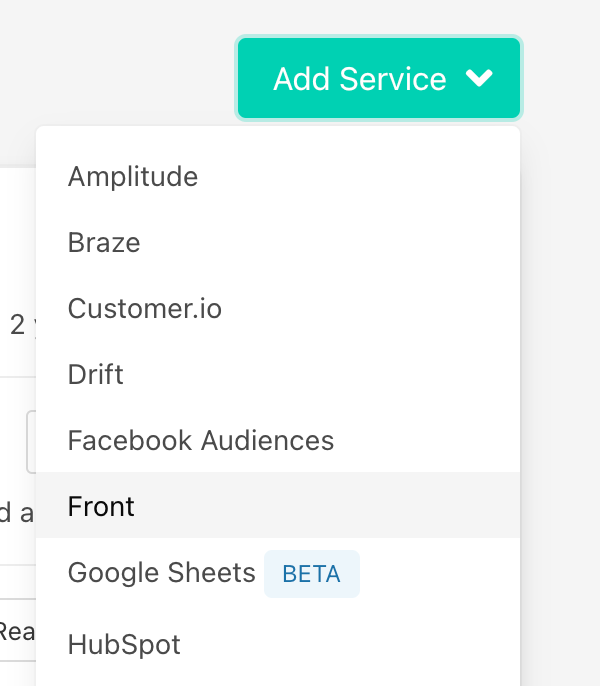 Add Service
Amplitude
Braze
Customer.io
2
Drift
Facebook Audiences
d a
Front
Google Sheets BETA
Rea
HubSpot